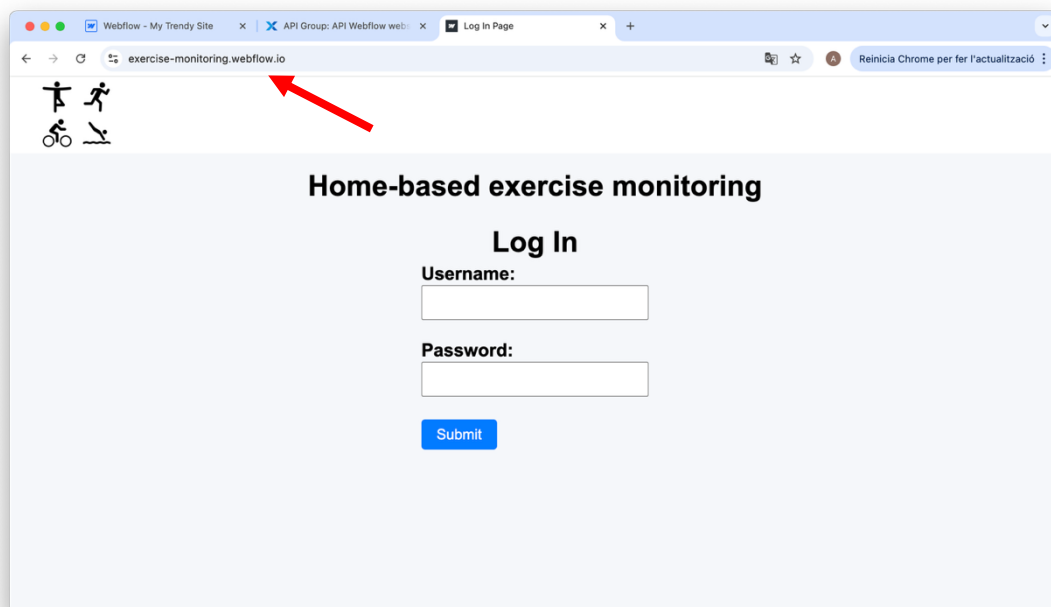 Webflow - My Trendy Site
API Group: API Webflow webs
Log In Page
exercise-monitoring.webflow.io
A
Reinicia Chrome per fer l'actualització
Home-based exercise monitoring
Log In
Username:
Password:
Submit